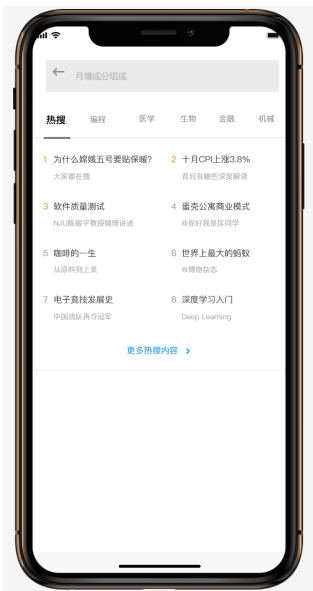 月壤成分组成
热搜 编程 医学 生物 金融 机械
1 为什么嫦娥五号要贴保暖?
大家都在搜
2 十月CPI上涨3.8%
背后有哪些深度解读
3 软件质量测试
NJU陈振宇教授倾情讲述
4 蛋壳公寓商业模式
@你好我是匡同学
5 咖啡的一生
从原料到上桌
6 世界上最大的蚂蚁
@博物杂志
7 电子竞技发展史
中国战队再夺冠军
8 深度学习入门
Deep Learning
更多热搜内容 >